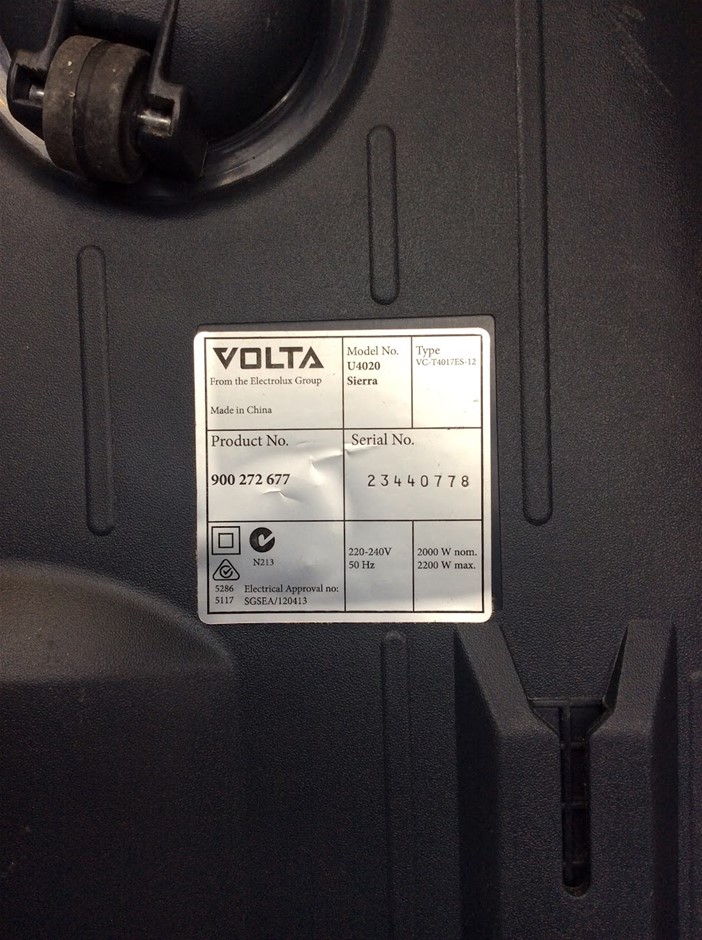 VOLTA
From the Electrolux Group
Made in China
Model No.
U4020
Sierra
Type
VC-T4017ES-12
Product No.
900 272 677
Serial No.
23440778
N213
5286
5117
Electrical Approval no:
SGSEA/120413
220-240V
50 Hz
2000 W nom.
2200 W max.